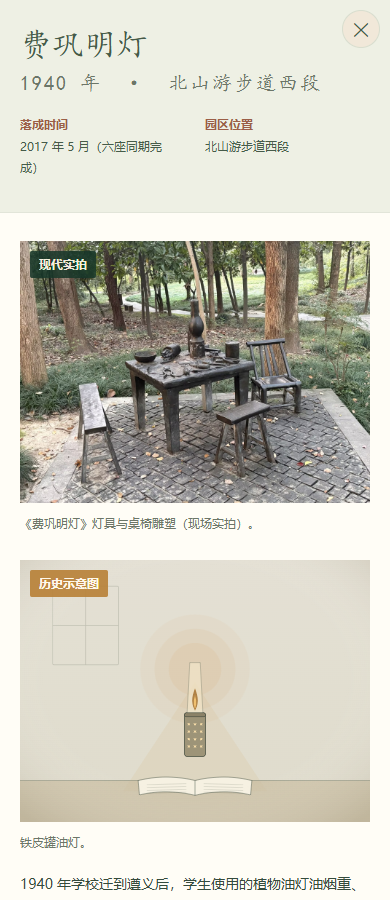 费巩明灯
1940 年 • 北山游步道西段
落成时间
2017 年 5 月（六座同期完
成）
园区位置
北山游步道西段
现代实拍
《费巩明灯》灯具与桌椅雕塑（现场实拍）。
历史示意图
铁皮罐油灯。
1940 年学校迁到遵义后，学生使用的植物油灯油烟重、